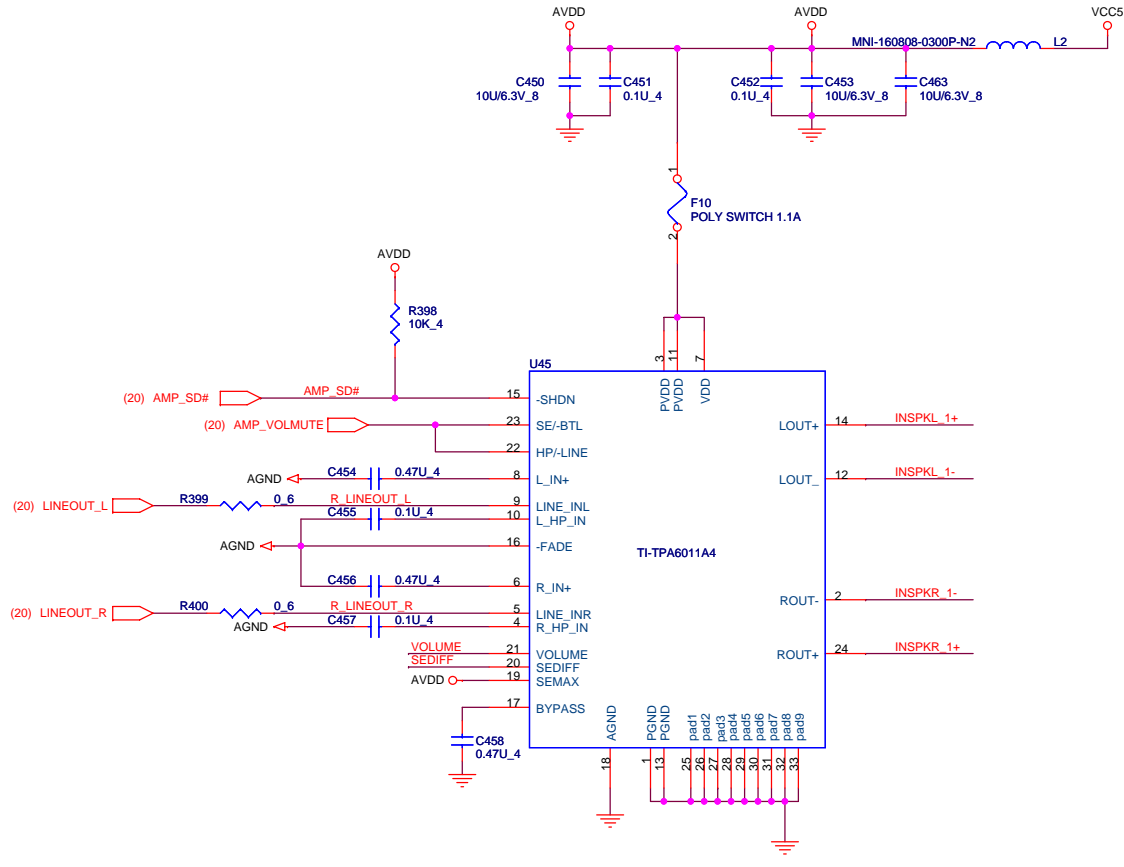 AVDD
AVDD
VCC5
MNI-160808-0300P-N2
L2
C450
10U/6.3V_8
C451
0.1U_4
C452
0.1U_4
C453
10U/6.3V_8
C463
10U/6.3V_8
1
F10
POLY SWITCH 1.1A
2
AVDD
R398
10K_4
U45
3
11
7
PVDD
PVDD
VDD
(20) AMP_SD#
AMP_SD#
15
-SHDN
(20) AMP_VOLMUTE
23
SE/-BTL
22
HP/-LINE
LOUT+
14
INSPKL_1+
AGND
C454
0.47U_4
8
L_IN+
LOUT_
12
INSPKL_1-
(20) LINEOUT_L
R399
0_6
R_LINEOUT_L
9
LINE_INL
C455
0.1U_4
10
L_HP_IN
AGND
16
-FADE
TI-TPA6011A4
C456
0.47U_4
6
R_IN+
ROUT-
2
INSPKR_1-
(20) LINEOUT_R
R400
0_6
R_LINEOUT_R
5
LINE_INR
AGND
C457
0.1U_4
4
R_HP_IN
VOLUME
21
VOLUME
ROUT+
24
INSPKR_1+
SEDIFF
20
SEDIFF
AVDD
19
SEMAX
17
BYPASS
C458
0.47U_4
AGND
PGND
PGND
pad1
pad2
pad3
pad4
pad5
pad6
pad7
pad8
pad9
18
1
13
25
26
27
28
29
30
31
32
33